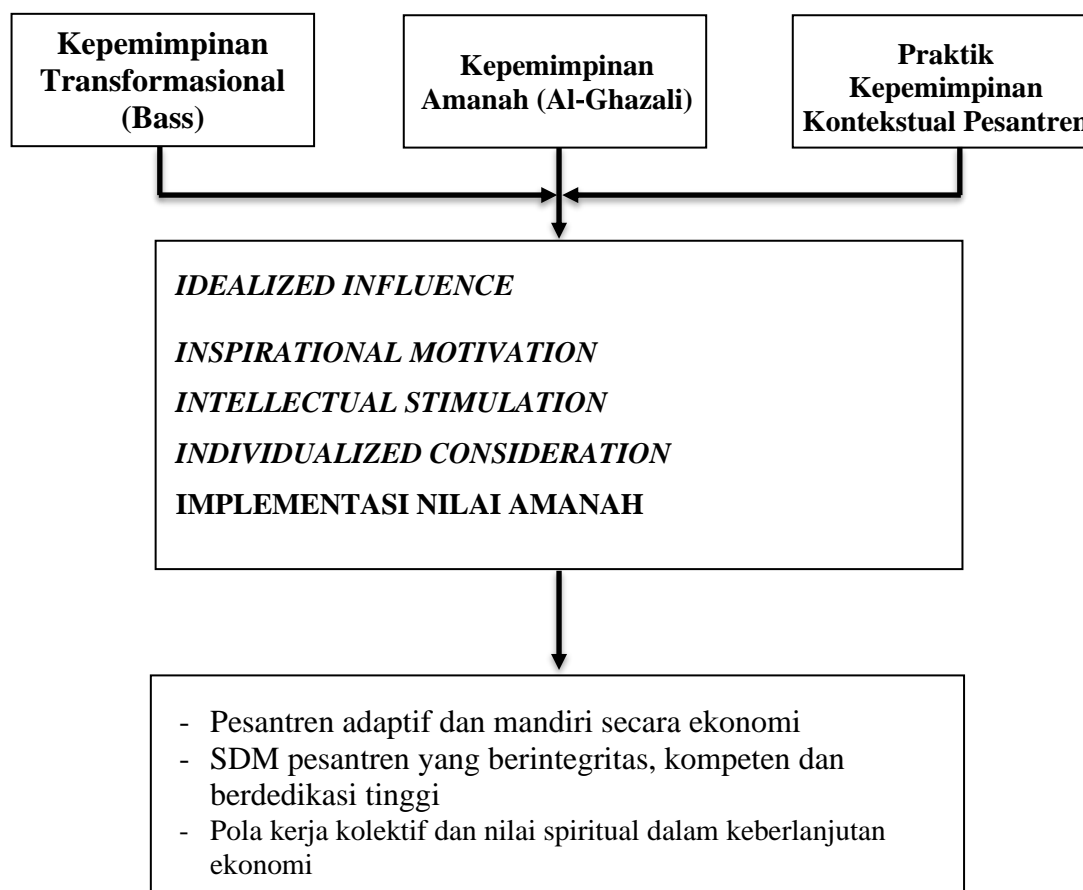 Kepemimpinan
Transformasional
(Bass)
Kepemimpinan
Amanah (Al-Ghazali)
Praktik
Kepemimpinan
Kontekstual Pesantren
IDEALIZED INFLUENCE
INSPIRATIONAL MOTIVATION
INTELLECTUAL STIMULATION
INDIVIDUALIZED CONSIDERATION
IMPLEMENTASI NILAI AMANAH
- Pesantren adaptif dan mandiri secara ekonomi
- SDM pesantren yang berintegritas, kompeten dan
berdedikasi tinggi
- Pola kerja kolektif dan nilai spiritual dalam keberlanjutan
ekonomi